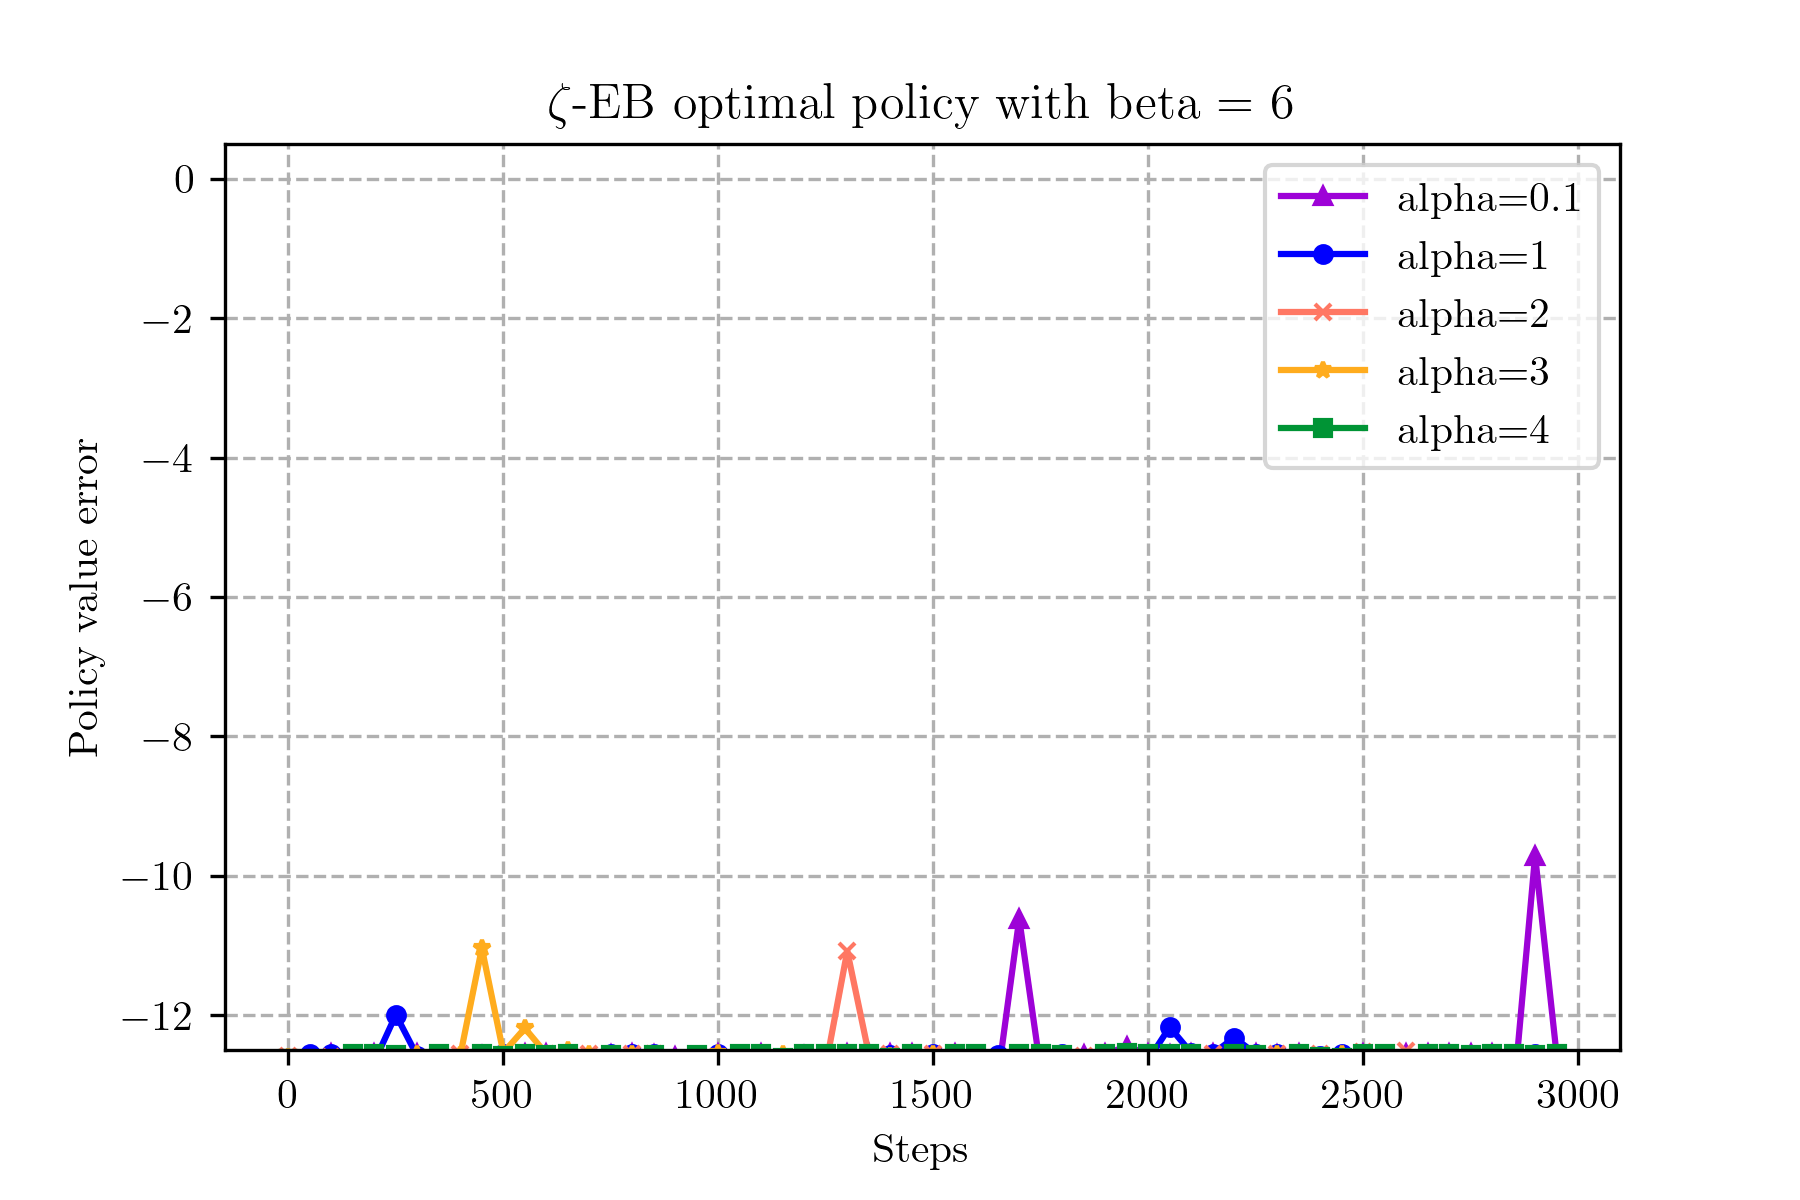 ζ-EB optimal policy with beta = 6
0
−2
−4
−6
−8
−10
−12
Policy value error
alpha=0.1
alpha=1
alpha=2
alpha=3
alpha=4
0 500 1000 1500 2000 2500 3000
Steps